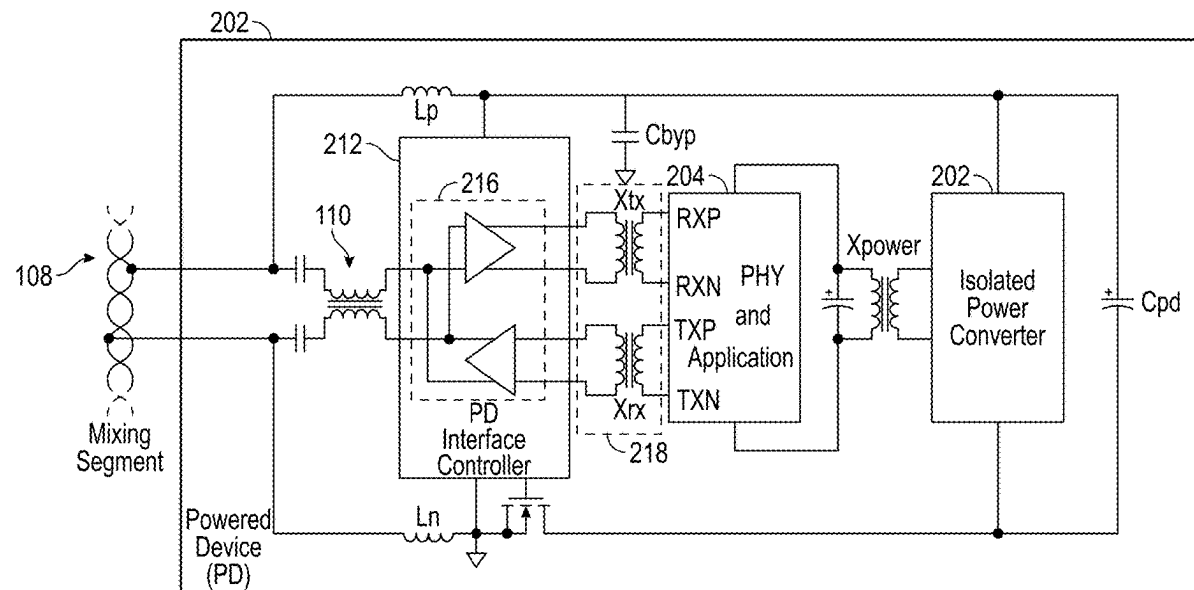 202
Lp
Cbyp
212
216
204
202
Xtx
110
RXP
Xpower
108
RXN
PHY
and
Application
+
Isolated
Power
Converter
+
Cpd
TXP
Xrx
TXN
PD
Interface
Controller
218
Mixing
Segment
Ln
Powered
Device
(PD)